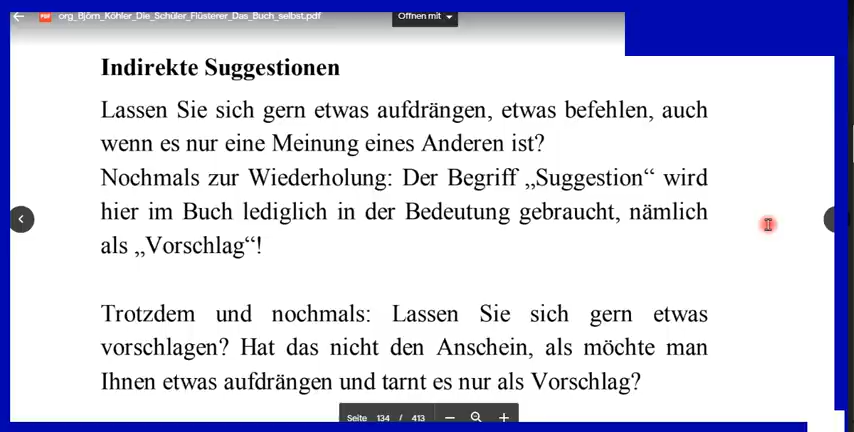 org_Björn_Köhler_Die_Schüler_Flüsterer_Das_Buch_selbst.pdf
Öffnen mit
Indirekte Suggestionen
Lassen Sie sich gern etwas aufdrängen, etwas befehlen, auch
wenn es nur eine Meinung eines Anderen ist?
Nochmals zur Wiederholung: Der Begriff „Suggestion“ wird
hier im Buch lediglich in der Bedeutung gebraucht, nämlich
als „Vorschlag“!
Trotzdem und nochmals: Lassen Sie sich gern etwas
vorschlagen? Hat das nicht den Anschein, als möchte man
Ihnen etwas aufdrängen und tarnt es nur als Vorschlag?
Seite 134 / 413